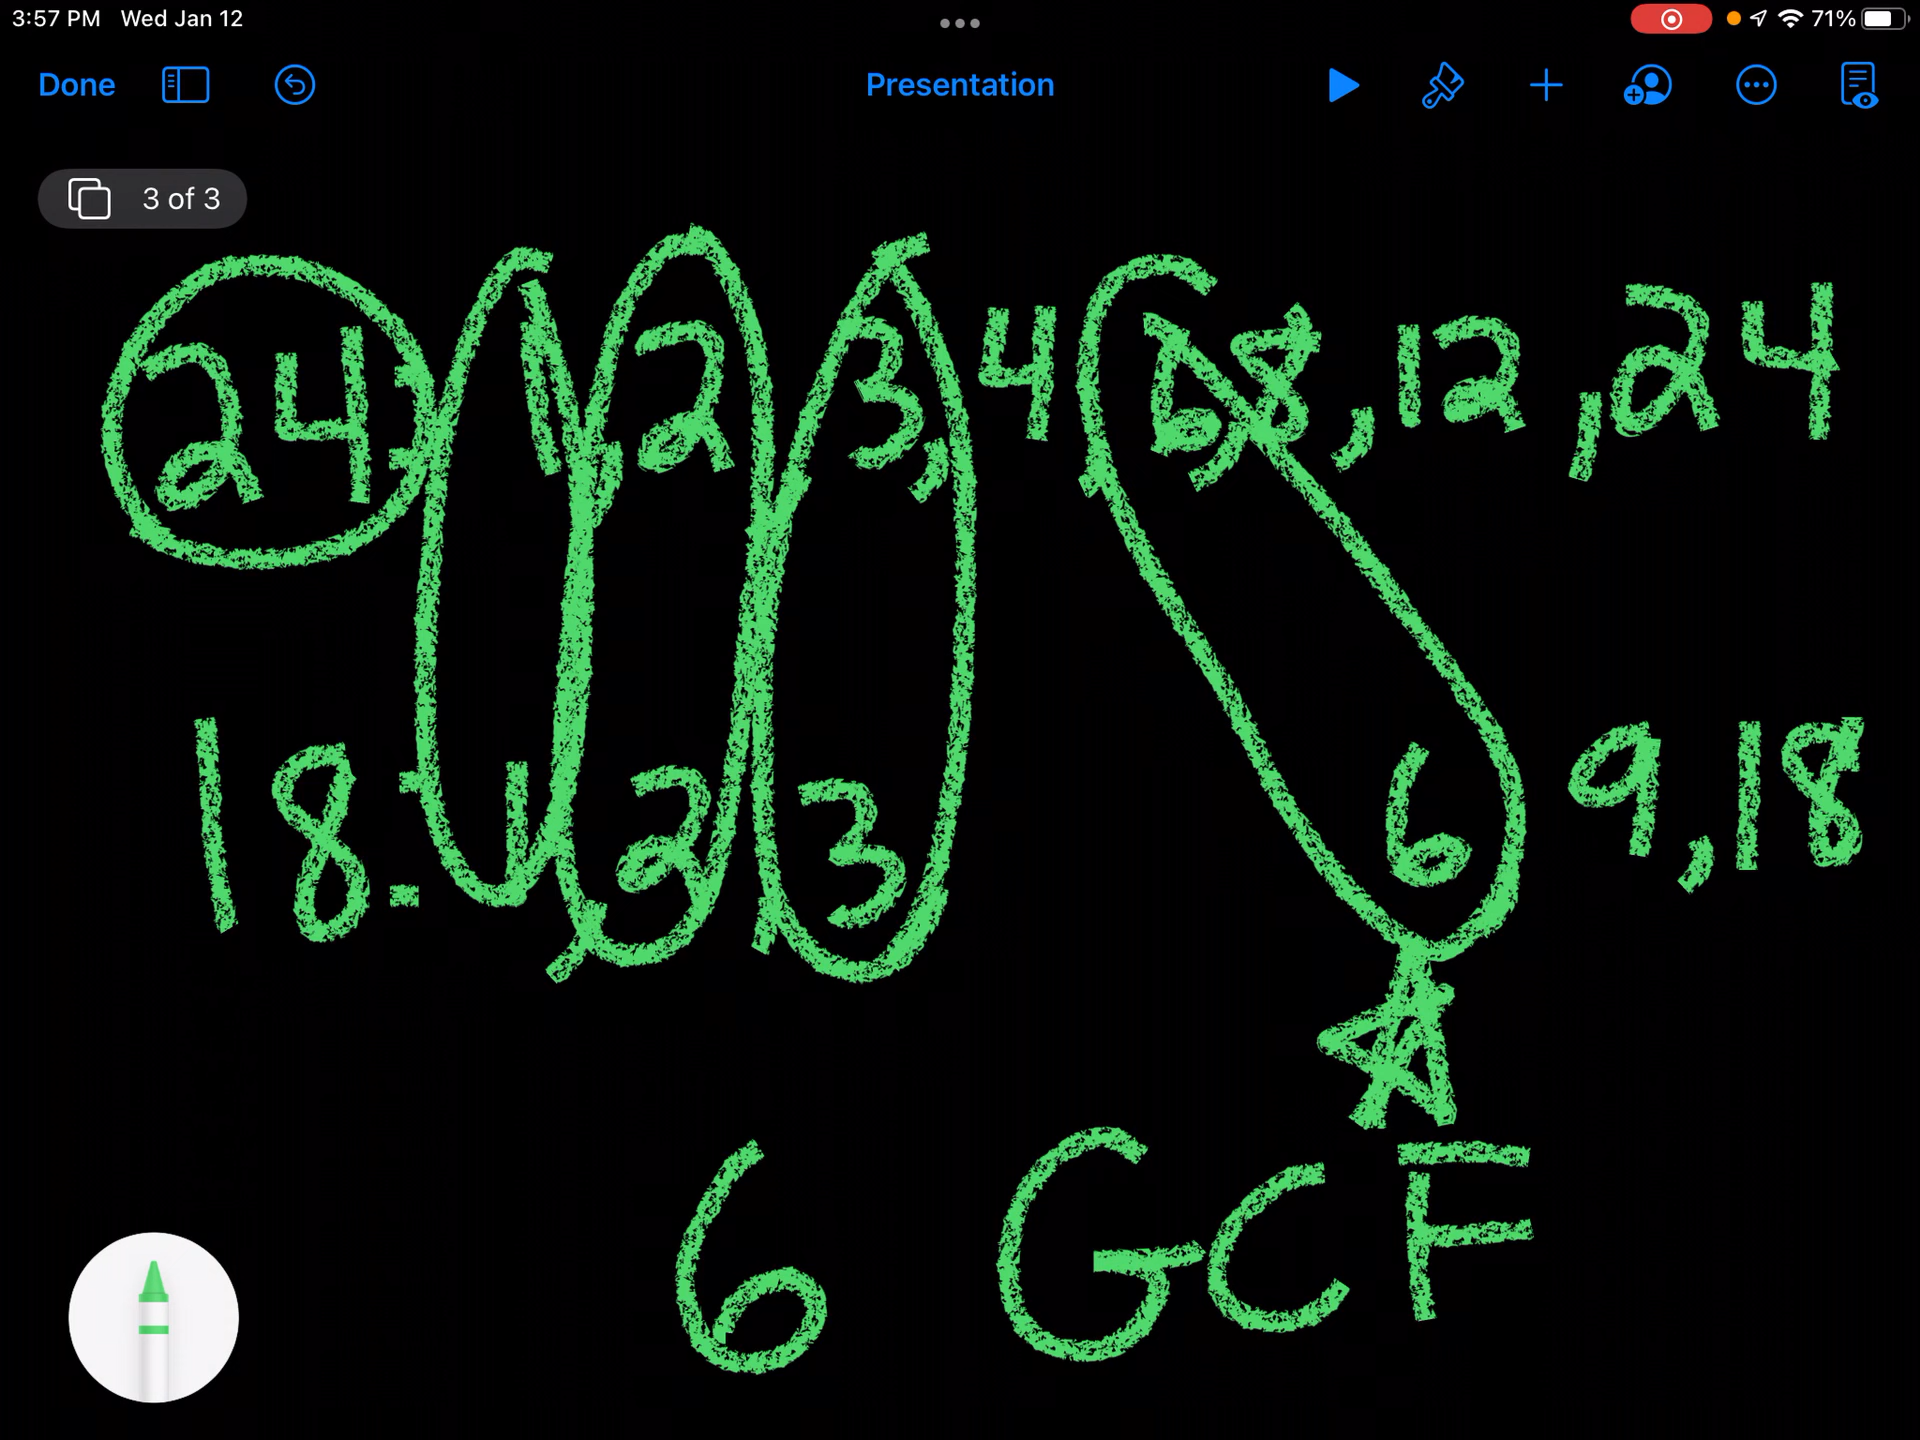 3:57 PM Wed Jan 12
71%
Done
Presentation
3 of 3
24: 1, 2, 3, 4, 6, 8, 12, 24
18: 1, 2, 3 6 9, 18
6 GCF